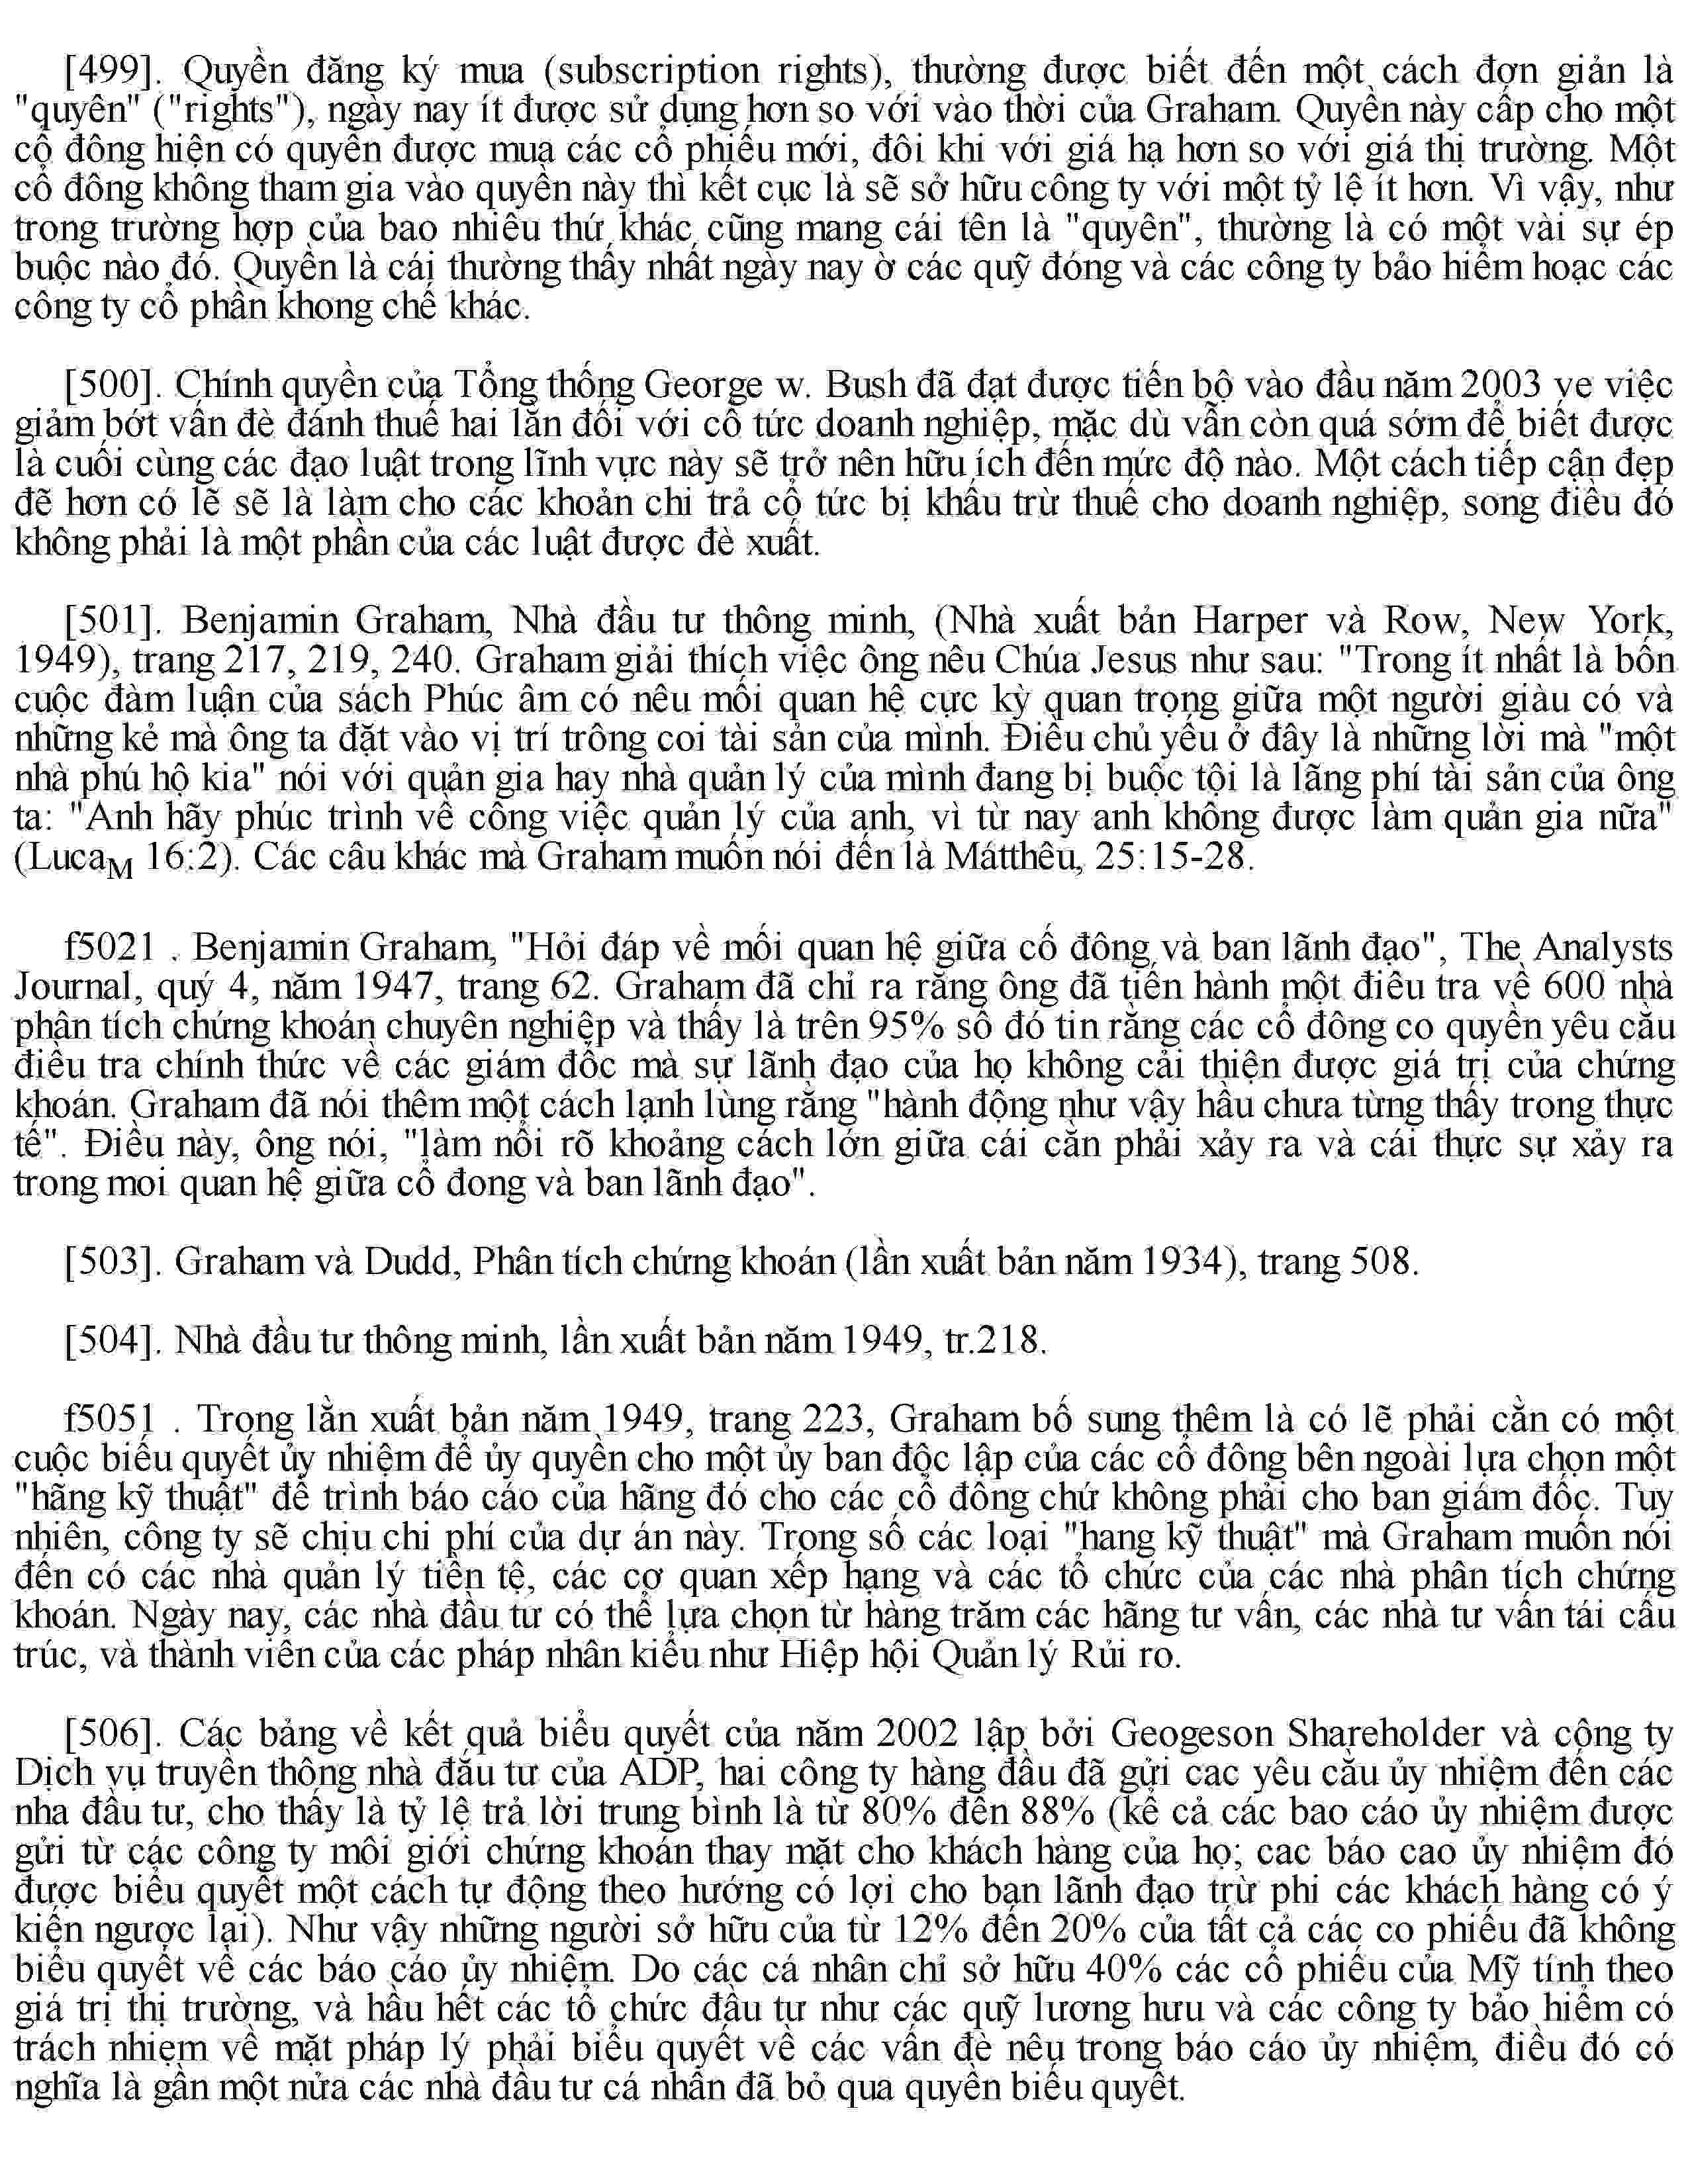 [499]. Quyền đăng ký mua (subscription rights), thường được biết đến một cách đơn giản là
"quyên" ("rights"), ngày nay ít được sử dụng hơn so với vào thời của Graham. Quyền này cấp cho một
cổ đông hiện có quyền được mua các cổ phiếu mới, đôi khi với giá hạ hơn so với giá thị trường. Một
cổ đông không tham gia vào quyền này thì kết cục là sẽ sở hữu công ty với một tỷ lệ ít hơn. Vì vậy, như
trong trường hợp của bao nhiêu thứ khác cũng mang cái tên là "quyên", thường là có một vài sự ép
buộc nào đó. Quyền là cái thường thấy nhất ngày nay ờ các quỹ đóng và các công ty bảo hiểm hoạc các
công ty cổ phần khong chế khác.
[500]. Chính quyền của Tổng thống George w. Bush đã đạt được tiến bộ vào đầu năm 2003 ve việc
giảm bớt vấn đè đánh thuế hai lần đối với cổ tức doanh nghiệp, mặc dù vẫn còn quá sớm để biết được
là cuối cùng các đạo luật trong lĩnh vực này sẽ trở nên hữu ích đến mức độ nào. Một cách tiếp cận đẹp
đẽ hơn có lẽ sẽ là làm cho các khoản chi trả cổ tức bị khấu trừ thuế cho doanh nghiệp, song điều đó
không phải là một phần của các luật được đè xuất.
[501]. Benjamin Graham, Nhà đầu tư thông minh, (Nhà xuất bản Harper và Row, New York,
1949), trang 217, 219, 240. Graham giải thích việc ông nêu Chúa Jesus như sau: "Trong ít nhất là bốn
cuộc đàm luận của sách Phúc âm có nêu mối quan hệ cực kỳ quan trọng giữa một người giàu có và
những kẻ mà ông ta đặt vào vị trí trông coi tài sản của mình. Điều chủ yếu ở đây là những lời mà "một
nhà phú hộ kia" nói với quản gia hay nhà quản lý của mình đang bị buộc tội là lãng phí tài sản của ông
ta: "Anh hãy phúc trình về công việc quản lý của anh, vì từ nay anh không được làm quản gia nữa"
(LucaM 16:2). Các câu khác mà Graham muốn nói đến là Mátthêu, 25:15-28.
f5021 . Benjamin Graham, "Hỏi đáp về mối quan hệ giữa cổ đông và ban lãnh đạo", The Analysts
Journal, quý 4, năm 1947, trang 62. Graham đã chỉ ra rằng ông đã tiến hành một điều tra về 600 nhà
phân tích chứng khoán chuyên nghiệp và thấy là trên 95% số đó tin rằng các cổ đông co quyền yêu cầu
điều tra chính thức về các giám đốc mà sự lãnh đạo của họ không cải thiện được giá trị của chứng
khoán. Graham đã nói thêm một cách lạnh lùng rằng "hành động như vậy hầu chưa từng thấy trong thực
tế". Điều này, ông nói, "làm nổi rõ khoảng cách lớn giữa cái cần phải xảy ra và cái thực sự xảy ra
trong moi quan hệ giữa cổ đong và ban lãnh đạo".
[503]. Graham và Dudd, Phân tích chứng khoán (lần xuất bản năm 1934), trang 508.
[504]. Nhà đầu tư thông minh, lần xuất bản năm 1949, tr.218.
f5051 . Trong lần xuất bản năm 1949, trang 223, Graham bổ sung thêm là có lẽ phải cần có một
cuộc biểu quyết ủy nhiệm để ủy quyền cho một ủy ban độc lập của các cổ đông bên ngoài lựa chọn một
"hãng kỹ thuật" để trình báo cáo của hãng đó cho các cổ đông chứ không phải cho ban giám đốc. Tuy
nhiên, công ty sẽ chịu chi phí của dự án này. Trong số các loại "hang kỹ thuật" mà Graham muốn nói
đến có các nhà quản lý tiền tệ, các cơ quan xếp hạng và các tổ chức của các nhà phân tích chứng
khoán. Ngày nay, các nhà đầu tư có thể lựa chọn từ hàng trăm các hãng tư vấn, các nhà tư vấn tái cấu
trúc, và thành viên của các pháp nhân kiểu như Hiệp hội Quản lý Rủi ro.
[506]. Các bảng về kết quả biểu quyết của năm 2002 lập bởi Geogeson Shareholder và công ty
Dịch vụ truyền thông nhà đầu tư của ADP, hai công ty hàng đầu đã gửi cac yêu cầu ủy nhiệm đến các
nha đầu tư, cho thấy là tỷ lệ trả lời trung bình là từ 80% đến 88% (kể cả các bao cáo ủy nhiệm được
gửi từ các công ty môi giới chứng khoán thay mặt cho khách hàng của họ; cac báo cao ủy nhiệm đó
được biểu quyết một cách tự động theo hướng có lợi cho ban lãnh đạo trừ phi các khách hàng có ý
kiến ngược lại). Như vậy những người sở hữu của từ 12% đến 20% của tất cả các co phiếu đã không
biểu quyết về các báo cáo ủy nhiệm. Do các cá nhân chỉ sở hữu 40% các cổ phiếu của Mỹ tính theo
giá trị thị trường, và hầu hết các tổ chức đầu tư như các quỹ lương hưu và các công ty bảo hiểm có
trách nhiệm về mặt pháp lý phải biểu quyết về các vấn đè nêu trong báo cáo ủy nhiệm, điều đó có
nghĩa là gần một nửa các nhà đầu tư cá nhân đã bỏ qua quyền biểu quyết.